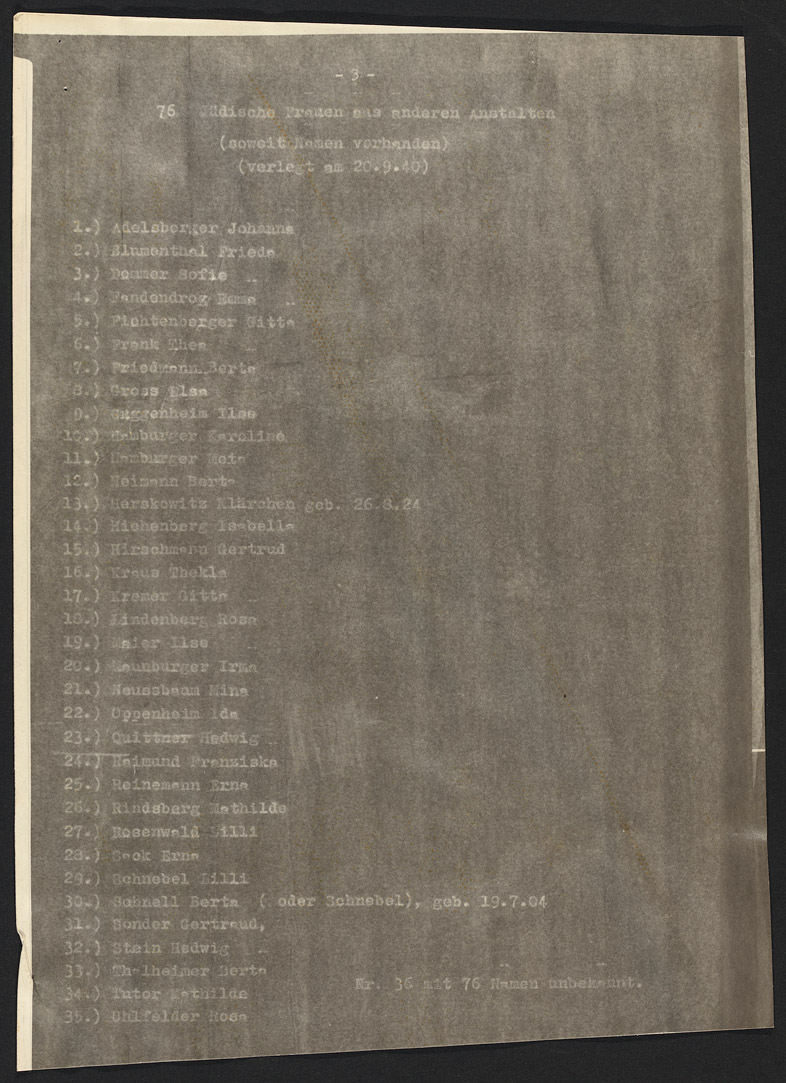 - 3 -
76 Jüdische Frauen aus anderen Anstalten
(soweit Namen vorhanden)
(verlegt am 20.9.40)
1.) Adelsberger Johanna
2.) Blumenthal Frieda
3.) Demmer Sofie
4.) Fandendrog Emma
5.) Fichtenberger Gitta
6.) Frank Thea
7.) Friedmann Berta
8.) Gross Else
9.) Guggenheim Ilse
10.) Hamburger Karoline
11.) Hamburger Meta
12.) Heimann Berta
13.) Herskowitz Klärchen geb. 26.8.24
14.) Hichenberg Isabella
15.) Hirschmann Gertrud
16.) Kraus Thekla
17.) Kremer Gitta
18.) Lindenberg Rosa
19.) Maier Ilse
20.) Maunburger Irma
21.) Neussbaum Mina
22.) Oppenheim Ida
23.) Quittner Hedwig
24.) Raimund Franziska
25.) Reinemann Erna
26.) Rindsberg Mathilde
27.) Rosenwald Lilli
28.) Sack Erna
29.) Schnebel Lilli
30.) Schnell Berta ( oder Schnebel), geb. 19.7.04
31.) Sonder Gertraud,
32.) Stein Hedwig
33.) Thalheimer Berta
34.) Tutor Mathilde
35.) Uhlfelder Rosa
Nr. 36 mit 76 Namen unbekannt.